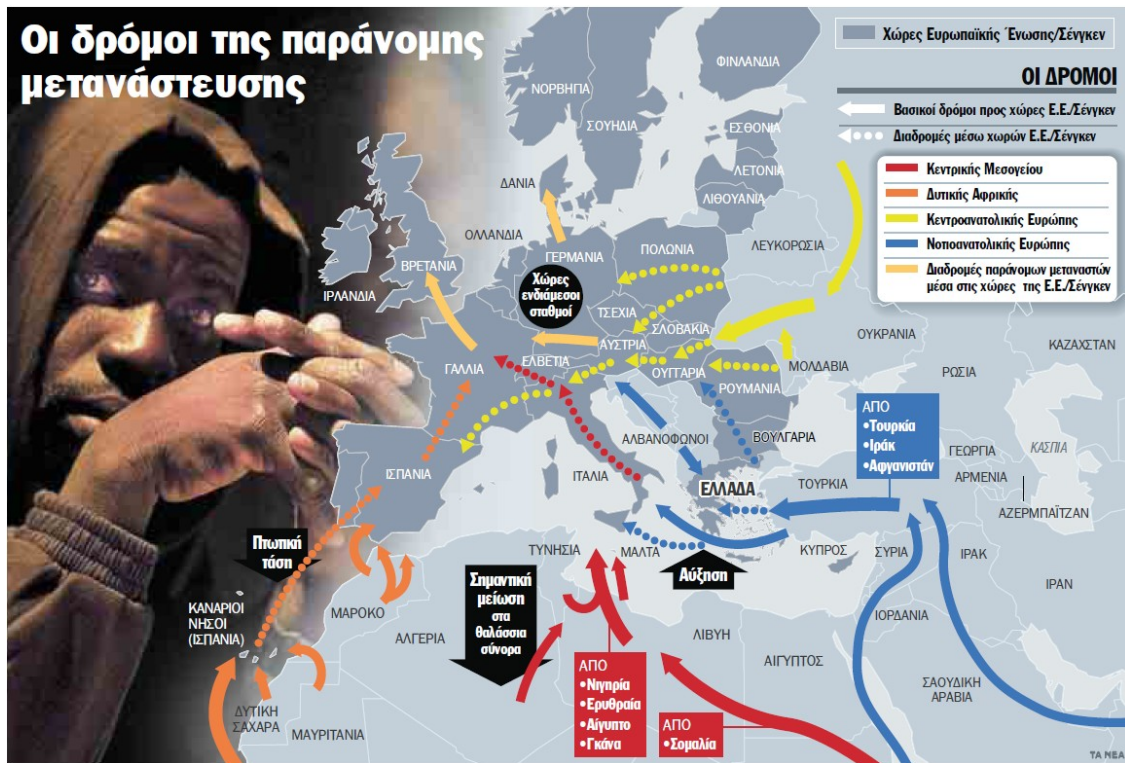 Οι δρόμοι της παράνομης
μετανάστευσης
Χώρες Ευρωπαϊκής Ένωσης/Σένγκεν
ΟΙ ΔΡΟΜΟΙ
Βασικοί δρόμοι προς χώρες Ε.Ε./Σένγκεν
Διαδρομές μέσω χωρών Ε.Ε./Σένγκεν
Κεντρικής Μεσογείου
Δυτικής Αφρικής
Κεντροανατολικής Ευρώπης
Νοτιοανατολικής Ευρώπης
Διαδρομές παράνομων μεταναστών
μέσα στις χώρες της Ε.Ε./Σένγκεν
ΦΙΝΛΑΝΔΙΑ
ΝΟΡΒΗΓΙΑ
ΣΟΥΗΔΙΑ
ΕΣΘΟΝΙΑ
ΛΕΤΟΝΙΑ
ΛΙΘΟΥΑΝΙΑ
ΔΑΝΙΑ
ΟΛΛΑΝΔΙΑ
ΓΕΡΜΑΝΙΑ
ΠΟΛΩΝΙΑ
ΛΕΥΚΟΡΩΣΙΑ
ΒΡΕΤΑΝΙΑ
ΙΡΛΑΝΔΙΑ
Χώρες
ενδιάμεσοι
σταθμοί
ΤΣΕΧΙΑ
ΣΛΟΒΑΚΙΑ
ΑΥΣΤΡΙΑ
ΟΥΓΓΑΡΙΑ
ΕΛΒΕΤΙΑ
ΓΑΛΛΙΑ
ΟΥΚΡΑΝΙΑ
ΚΑΖΑΧΣΤΑΝ
ΜΟΛΔΑΒΙΑ
ΡΩΣΙΑ
ΡΟΥΜΑΝΙΑ
ΒΟΥΛΓΑΡΙΑ
ΑΛΒΑΝΟΦΩΝΟΙ
ΑΠΟ
•Τουρκία
•Ιράκ
•Αφγανιστάν
ΓΕΩΡΓΙΑ
ΚΑΣΠΙΑ
ΑΡΜΕΝΙΑ
ΑΖΕΡΜΠΑΪΤΖΑΝ
ΙΣΠΑΝΙΑ
ΙΤΑΛΙΑ
ΕΛΛΑΔΑ
ΤΟΥΡΚΙΑ
Πτωτική
τάση
ΤΥΝΗΣΙΑ
ΜΑΛΤΑ
Αύξηση
ΚΥΠΡΟΣ
ΣΥΡΙΑ
ΙΡΑΚ
ΙΡΑΝ
ΙΟΡΔΑΝΙΑ
Σημαντική
μείωση
στα
θαλάσσια
σύνορα
ΚΑΝΑΡΙΟΙ
ΝΗΣΟΙ
(ΙΣΠΑΝΙΑ)
ΜΑΡΟΚΟ
ΑΛΓΕΡΙΑ
ΛΙΒΥΗ
ΑΙΓΥΠΤΟΣ
ΣΑΟΥΔΙΚΗ
ΑΡΑΒΙΑ
ΔΥΤΙΚΗ
ΣΑΧΑΡΑ
ΜΑΥΡΙΤΑΝΙΑ
ΑΠΟ
•Νιγηρία
•Ερυθραία
•Αίγυπτο
•Γκάνα
ΑΠΟ
•Σομαλία
ΤΑ ΝΕΑ